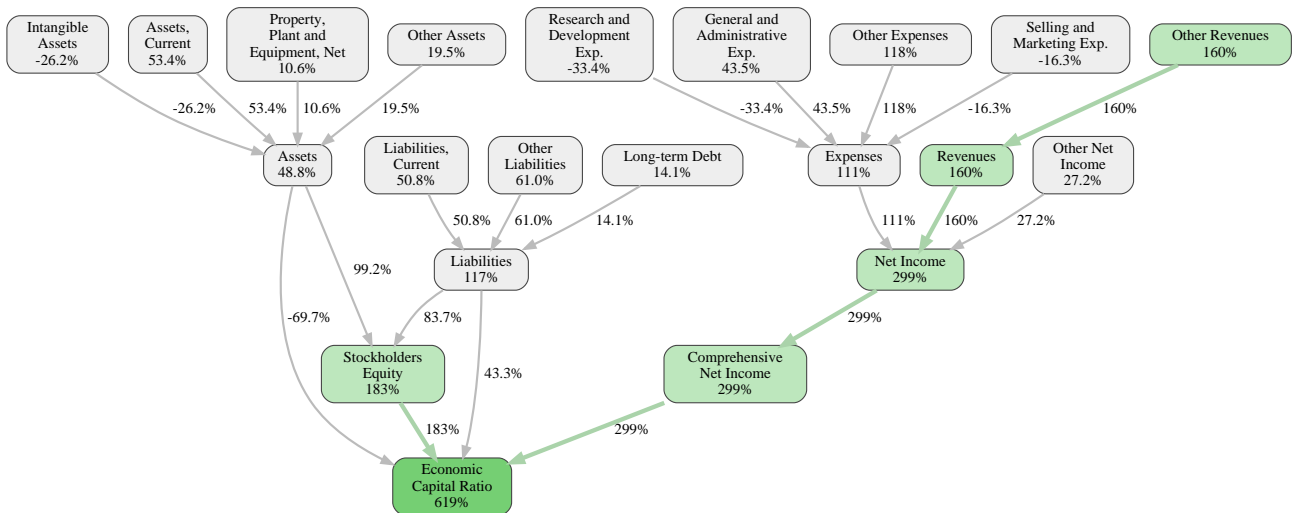 Intangible
Assets
-26.2%
Assets,
Current
53.4%
Property,
Plant and
Equipment, Net
10.6%
Other Assets
19.5%
Research and
Development
Exp.
-33.4%
General and
Administrative
Exp.
43.5%
Other Expenses
118%
Selling and
Marketing Exp.
-16.3%
Other Revenues
160%
-26.2%
53.4%
10.6%
19.5%
-33.4%
43.5%
118%
-16.3%
160%
Assets
48.8%
Liabilities,
Current
50.8%
Other
Liabilities
61.0%
Long-term Debt
14.1%
Expenses
111%
Revenues
160%
Other Net
Income
27.2%
50.8%
61.0%
14.1%
111%
160%
27.2%
99.2%
Liabilities
117%
Net Income
299%
-69.7%
83.7%
299%
Stockholders
Equity
183%
43.3%
Comprehensive
Net Income
299%
183%
299%
Economic
Capital Ratio
619%